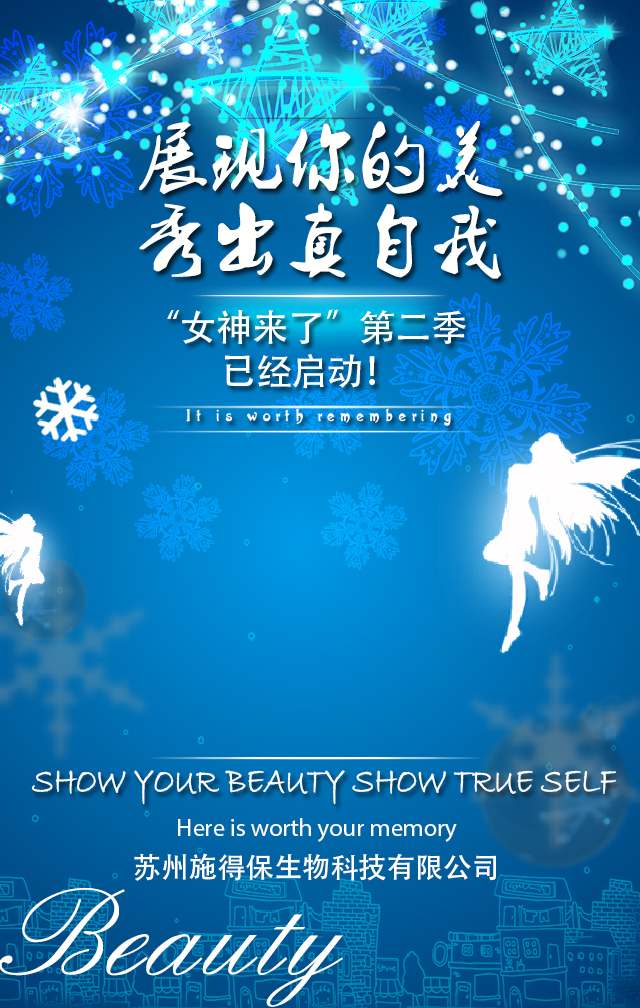 展现你的美
秀出真自我
“女神来了”第二季
已经启动！
It is worth remembering
SHOW YOUR BEAUTY SHOW TRUE SELF
Here is worth your memory
苏州施得保生物科技有限公司
Beauty